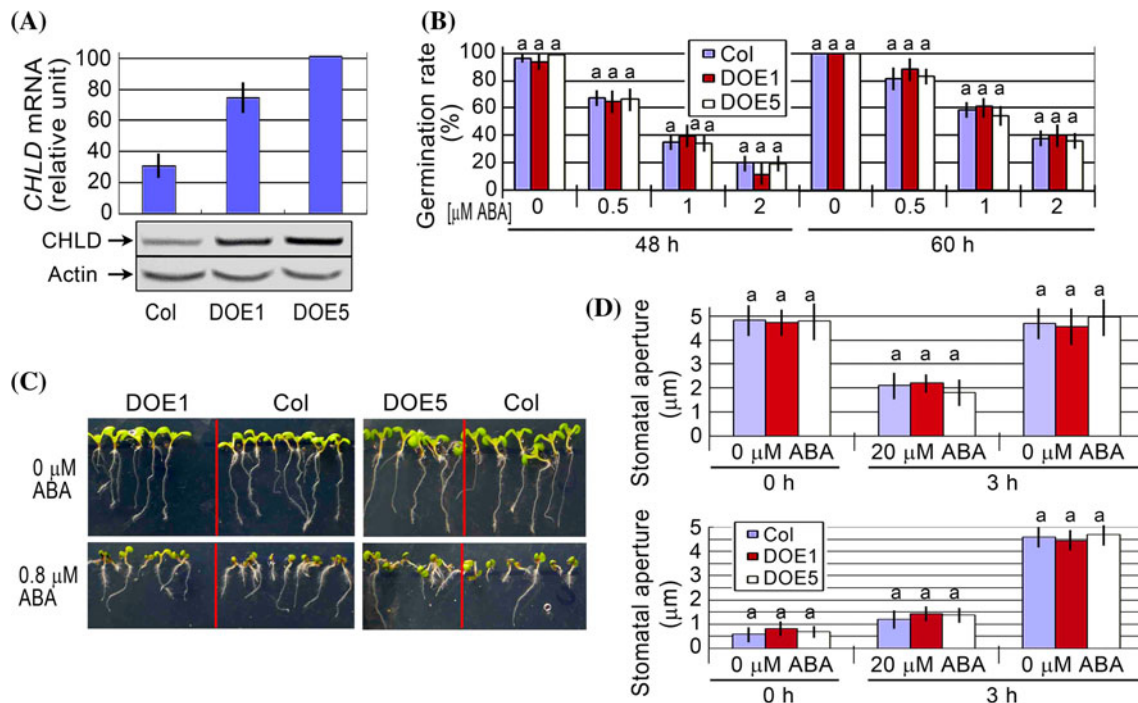 (A)
100
80
60
40
20
0
CHLD mRNA
(relative unit)
CHLD
Actin
Col DOE1 DOE5
(B)
Germination rate
(%)
100
80
60
40
20
0
a a a a a a a a a a a a
a a a a a a a a a a a a
Col
DOE1
DOE5
[μM ABA] 0 0.5 1 2 0 0.5 1 2
48 h 60 h
(C)
DOE1 Col DOE5 Col
0 μM
ABA
0.8 μM
ABA
(D)
Stomatal aperture
(μm)
5
4
3
2
1
0
a a a a a a a a a
0 μM ABA 20 μM ABA 0 μM ABA
0 h 3 h
Stomatal aperture
(μm)
5
4
3
2
1
0
Col
DOE1
DOE5
a a a a a a a a a
0 μM ABA 20 μM ABA 0 μM ABA
0 h 3 h